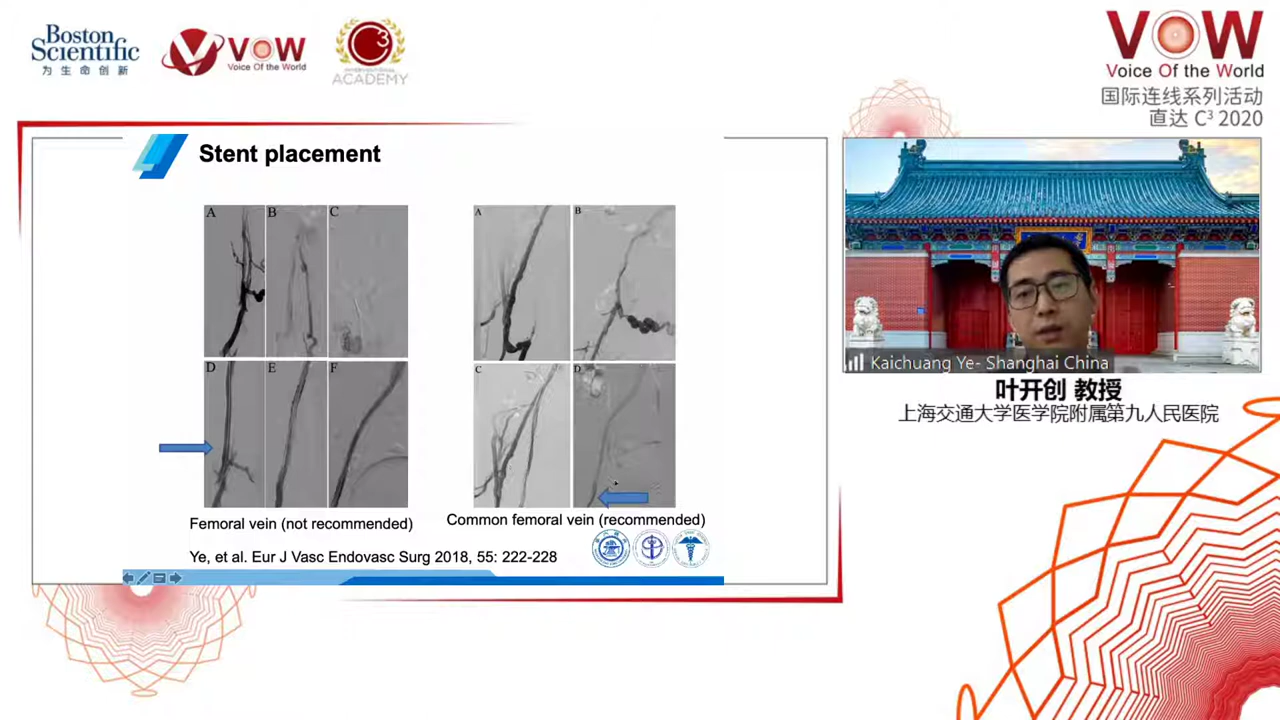 Boston
Scientific
为生命创新
VOW
Voice Of the World
C3
ACADEMY
VOW
Voice Of the World
国际连线系列活动
直达 C³ 2020
Stent placement
A
B
C
D
E
F
A
B
C
D
Femoral vein (not recommended)
Common femoral vein (recommended)
Ye, et al. Eur J Vasc Endovasc Surg 2018, 55: 222-228
Kaichuang Ye- Shanghai China
叶开创 教授
上海交通大学医学院附属第九人民医院